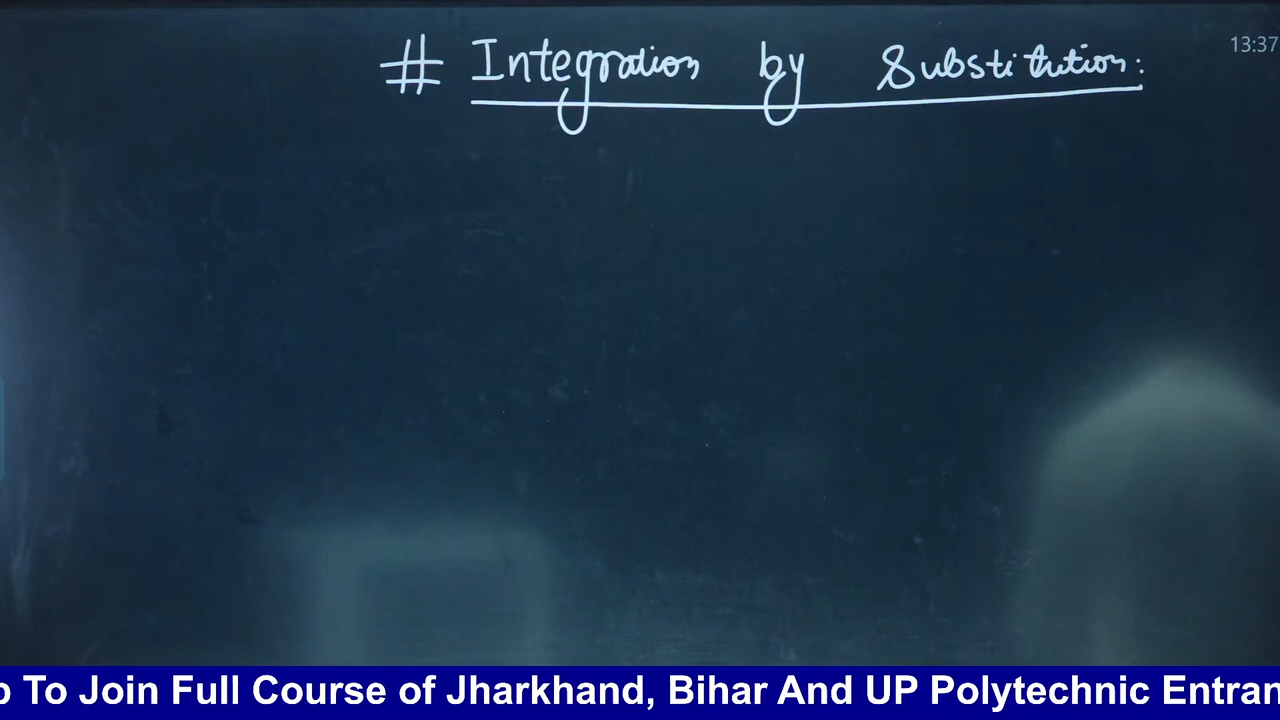 # Integration by Substitution:
13:37
p To Join Full Course of Jharkhand, Bihar And UP Polytechnic Entran